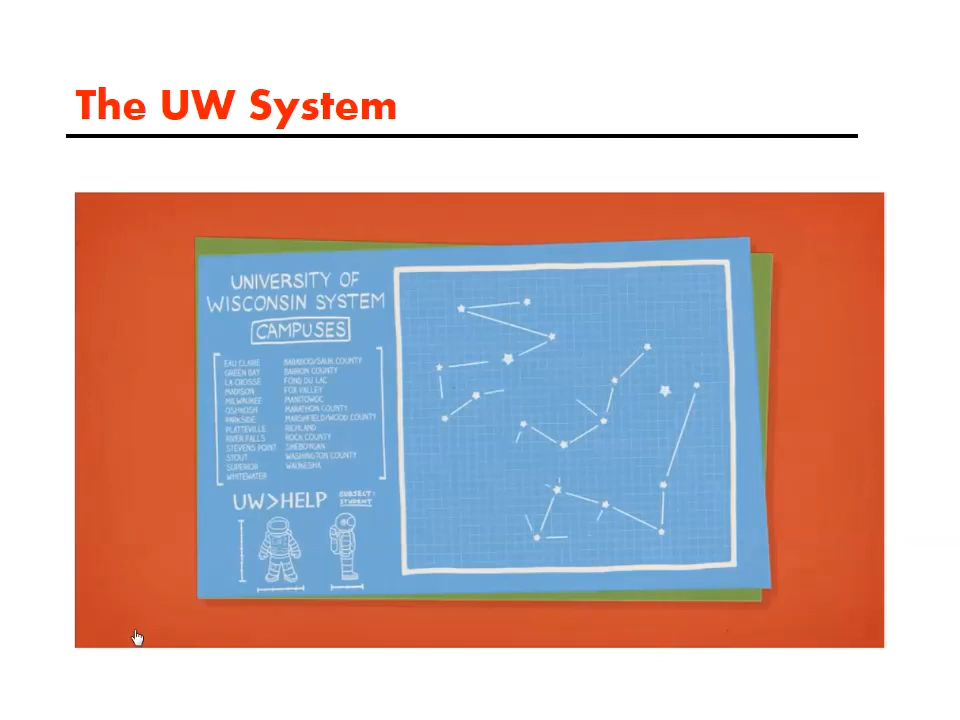 The UW System
UNIVERSITY OF
WISCONSIN SYSTEM
CAMPUSES
EAU CLAIRE
GREEN BAY
LA CROSSE
MADISON
MILWAUKEE
OSHKOSH
PARKSIDE
PLATTEVILLE
RIVER FALLS
STEVENS POINT
STOUT
SUPERIOR
WHITEWATER
BARABOO/SAUK COUNTY
BARRON COUNTY
FOND DU LAC
FOX VALLEY
MANITOWOC
MARATHON COUNTY
MARSHFIELD/WOOD COUNTY
RICHLAND
ROCK COUNTY
SHEBOYGAN
WASHINGTON COUNTY
WAUKESHA
UW>HELP
SUBJECT:
STUDENT